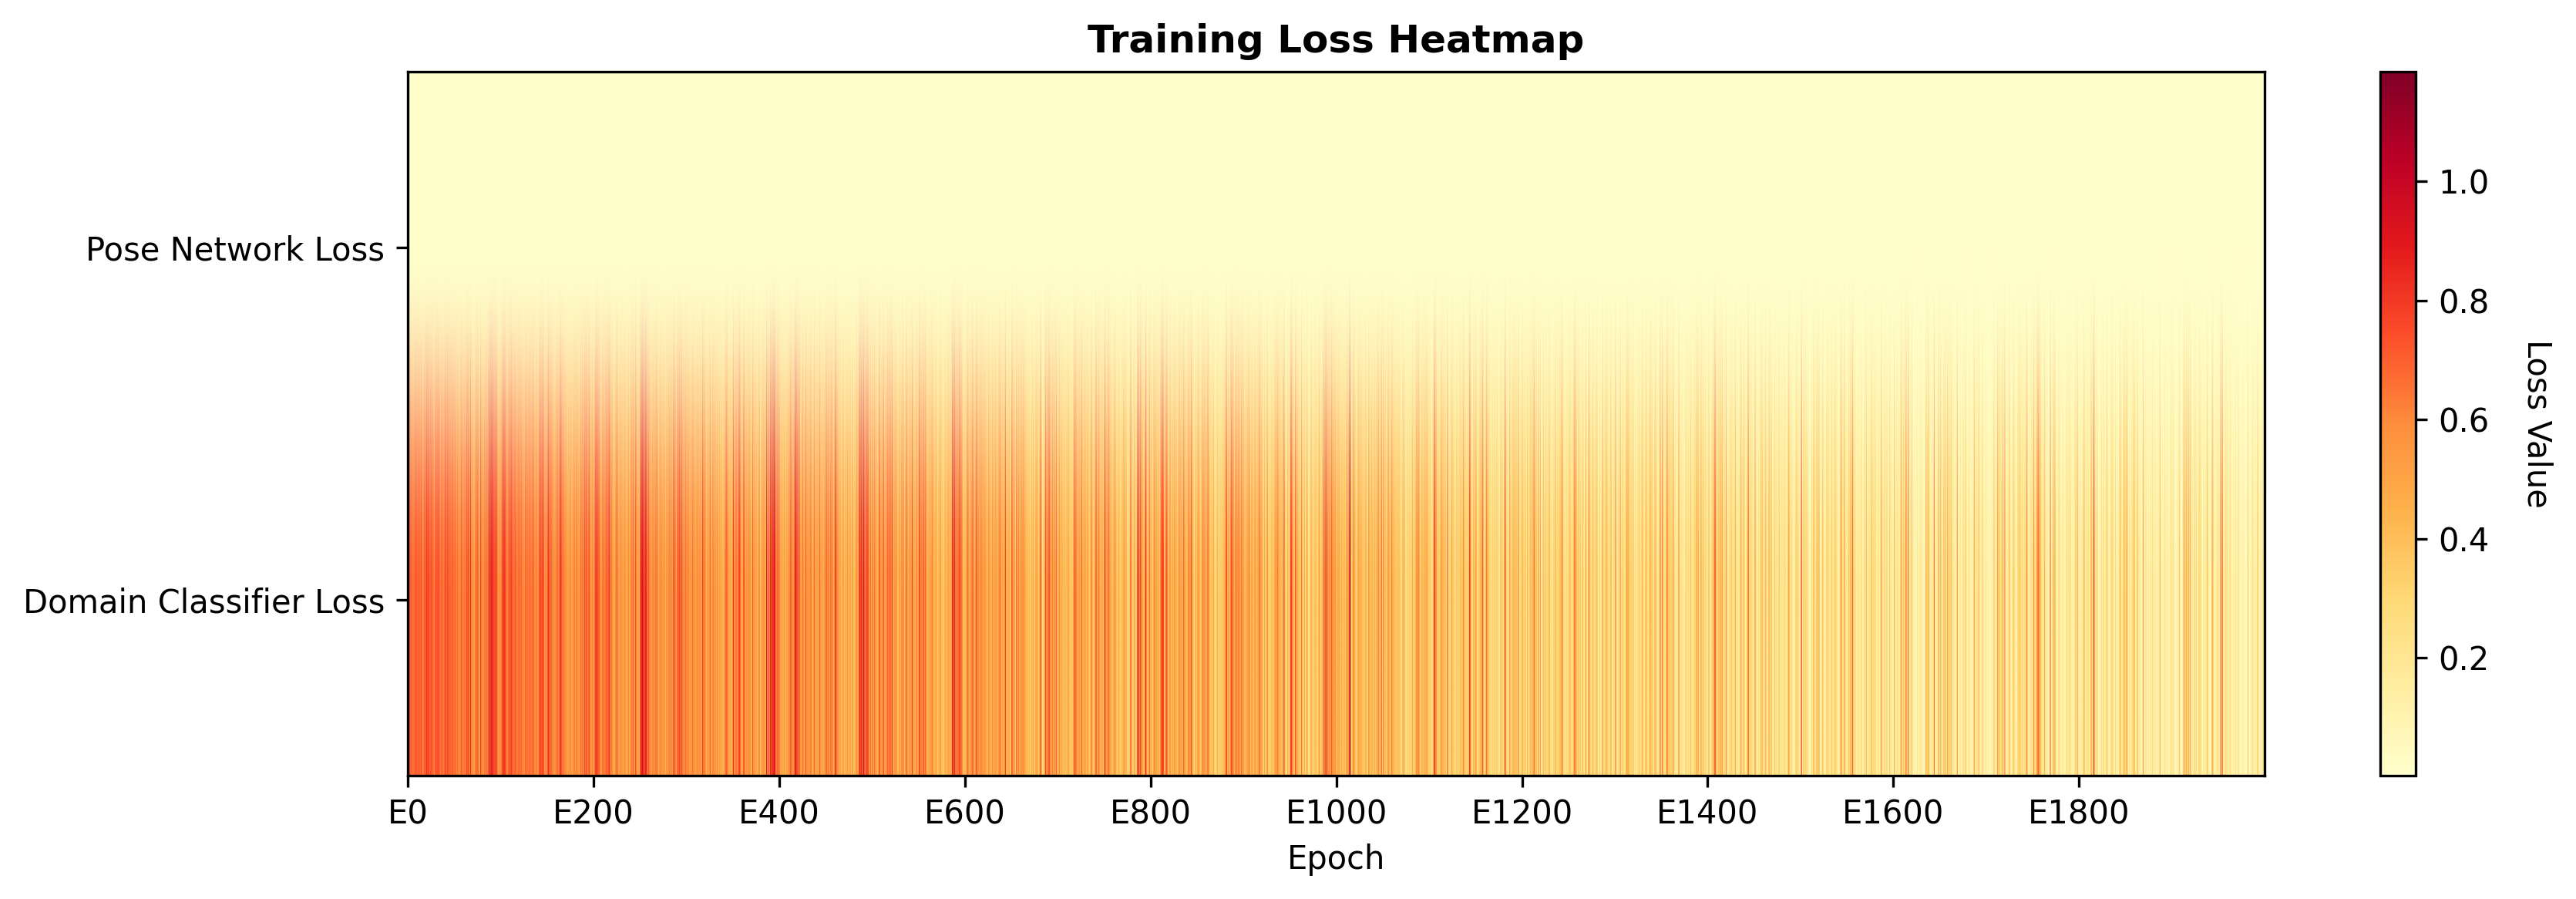 Training Loss Heatmap
Pose Network Loss
Domain Classifier Loss
E0 E200 E400 E600 E800 E1000 E1200 E1400 E1600 E1800
Epoch
1.0
0.8
0.6
0.4
0.2
Loss Value